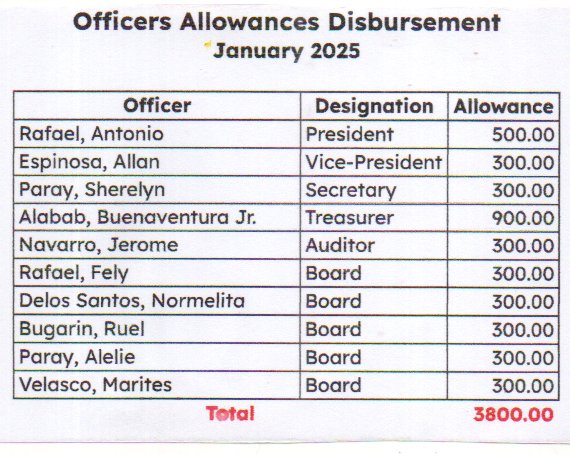 Officers Allowances Disbursement
January 2025
Officer Designation Allowance
Rafael, Antonio President 500.00
Espinosa, Allan Vice-President 300.00
Paray, Sherelyn Secretary 300.00
Alabab, Buenaventura Jr. Treasurer 900.00
Navarro, Jerome Auditor 300.00
Rafael, Fely Board 300.00
Delos Santos, Normelita Board 300.00
Bugarin, Ruel Board 300.00
Paray, Alelie Board 300.00
Velasco, Marites Board 300.00
Total 3800.00